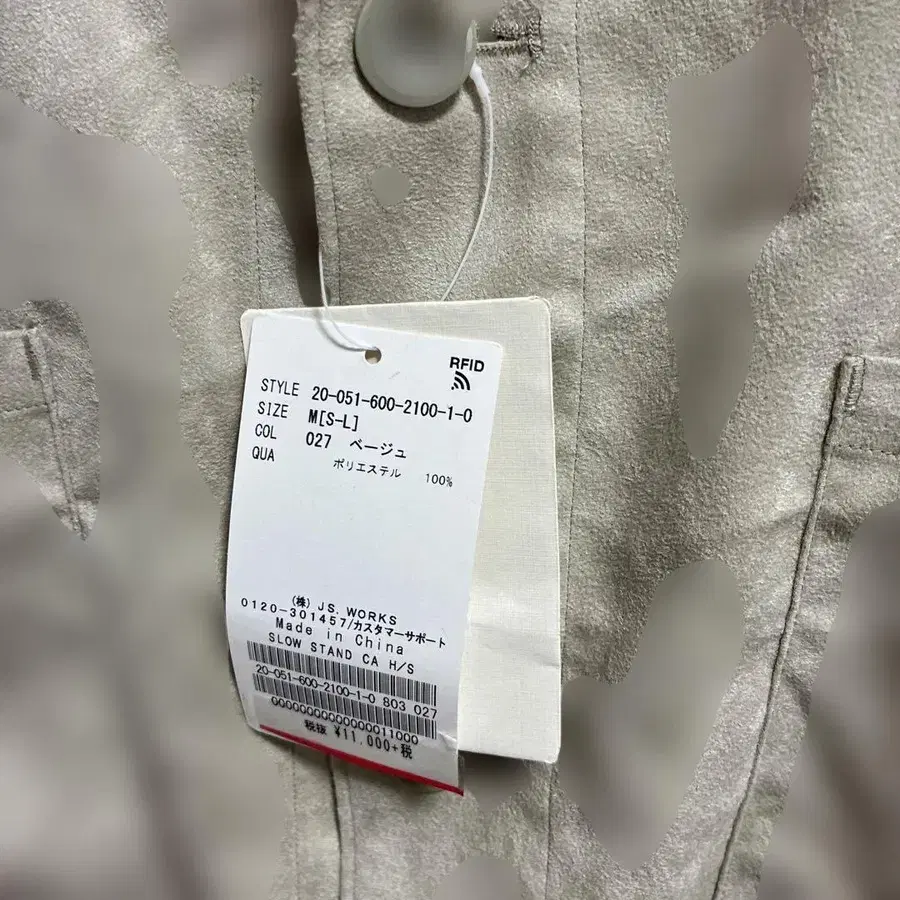 RFID
STYLE 20-051-600-2100-1-0
SIZE M[S-L]
COL 027 ベージュ
QUA ポリエステル 100%
(株) JS. WORKS
0120-301457/カスタマーサポート
Made in China
SLOW STAND CA H/S
20-051-600-2100-1-0 803 027
0000000000000011000
税抜 ¥11,000+税